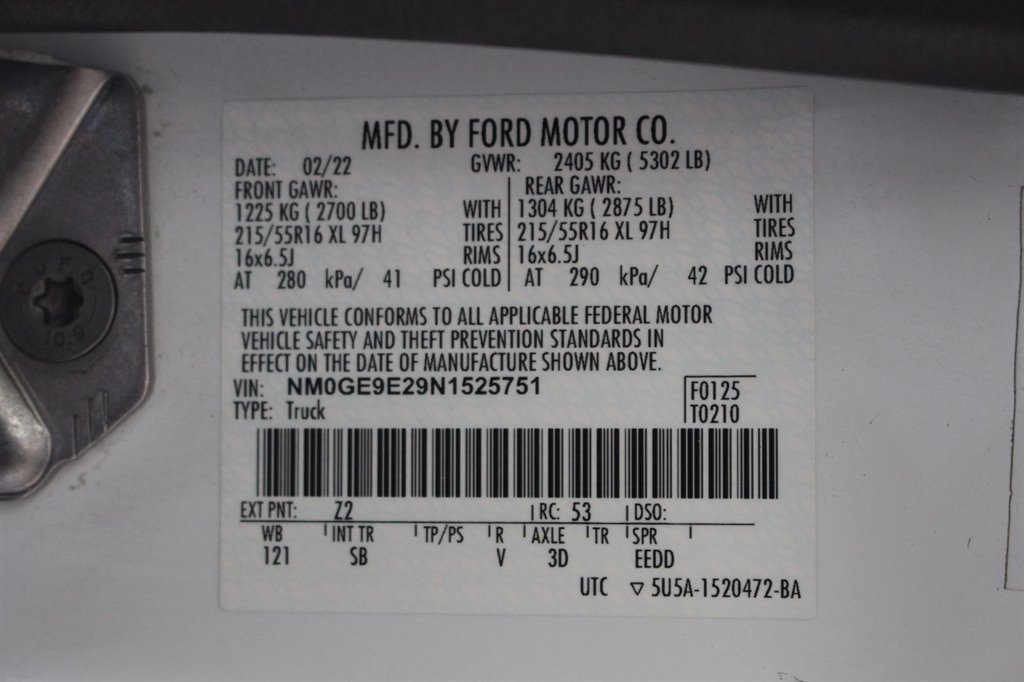 MFD. BY FORD MOTOR CO.
DATE: 02/22 GVWR: 2405 KG ( 5302 LB)
FRONT GAWR: REAR GAWR:
1225 KG ( 2700 LB) WITH 1304 KG ( 2875 LB) WITH
215/55R16 XL 97H TIRES 215/55R16 XL 97H TIRES
16x6.5J RIMS 16x6.5J RIMS
AT 280 kPa/ 41 PSI COLD AT 290 kPa/ 42 PSI COLD
THIS VEHICLE CONFORMS TO ALL APPLICABLE FEDERAL MOTOR
VEHICLE SAFETY AND THEFT PREVENTION STANDARDS IN
EFFECT ON THE DATE OF MANUFACTURE SHOWN ABOVE.
VIN: NM0GE9E29N1525751 F0125
TYPE: Truck T0210
EXT PNT: Z2 RC: 53 DSO:
WB INT TR TP/PS R AXLE TR SPR
121 SB V 3D EEDD
UTC ▽ 5U5A-1520472-BA
10.9